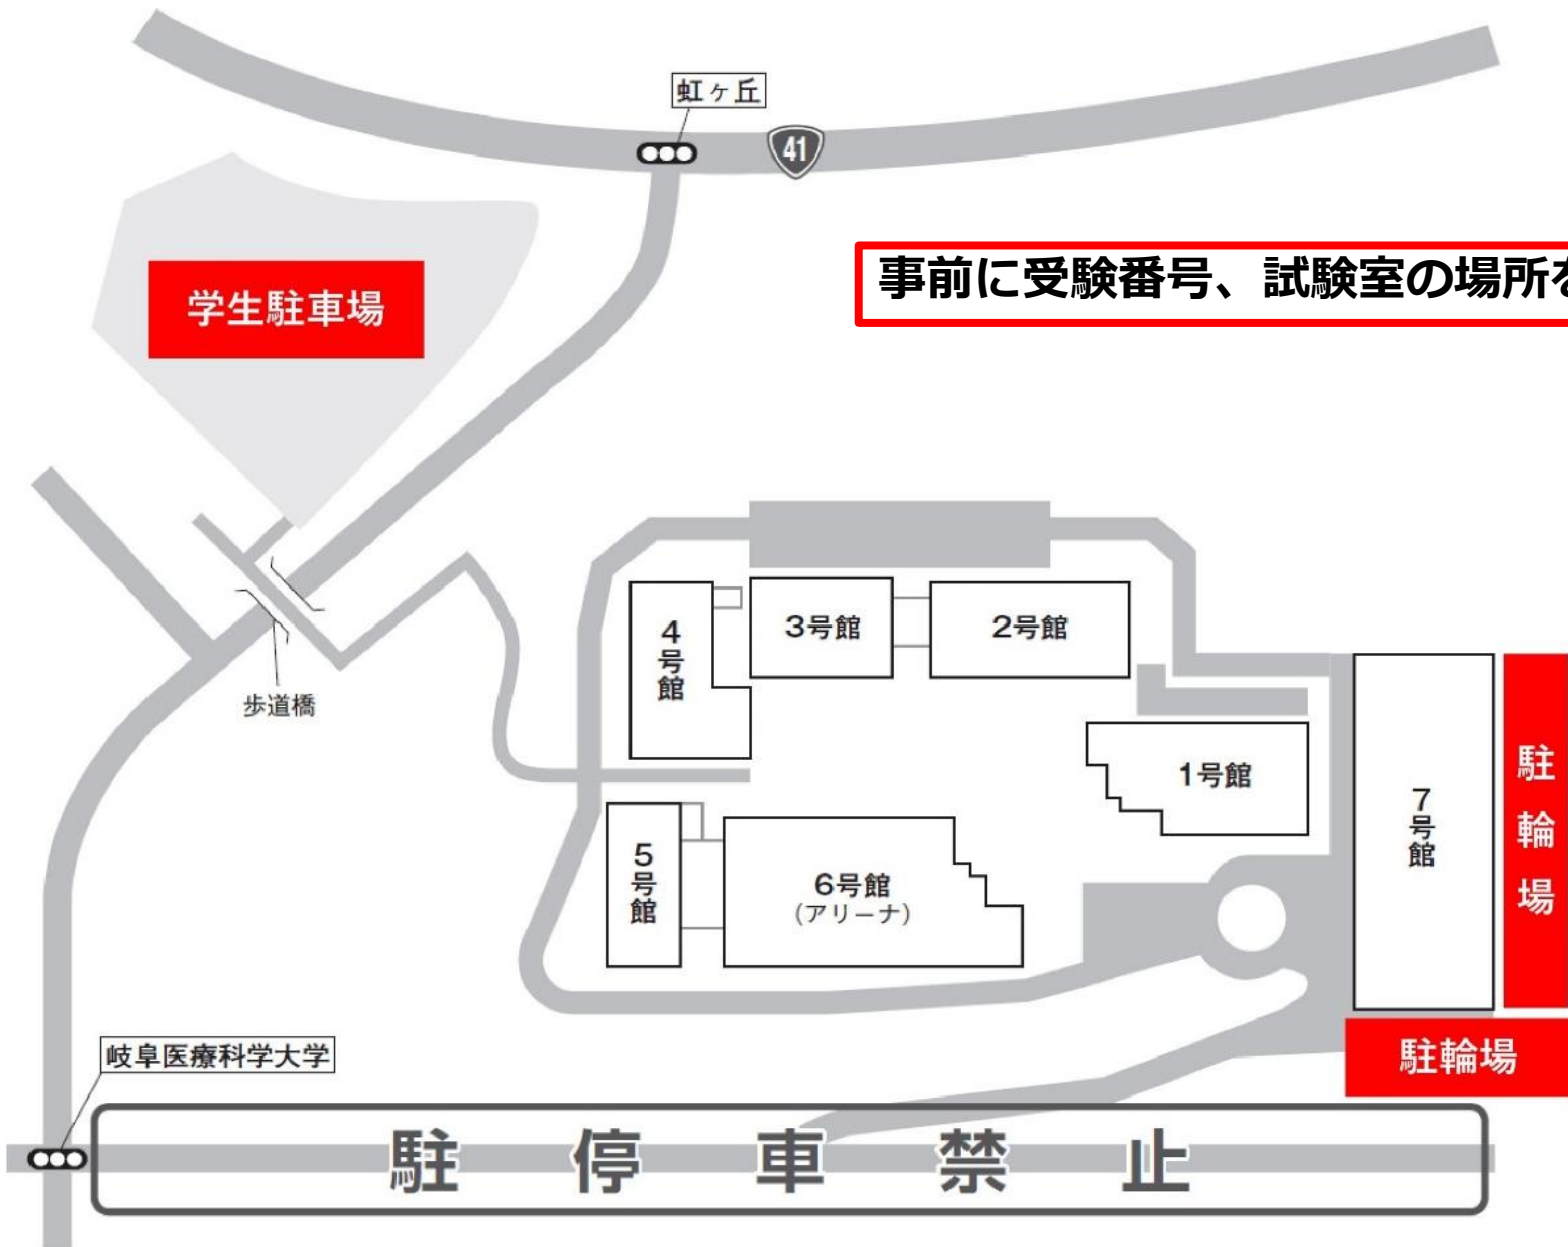 虹ヶ丘
41
事前に受験番号、試験室の場所を
学生駐車場
歩道橋
4号館
3号館
2号館
1号館
7号館
駐輪場
5号館
6号館
(アリーナ)
駐輪場
岐阜医療科学大学
駐停車禁止